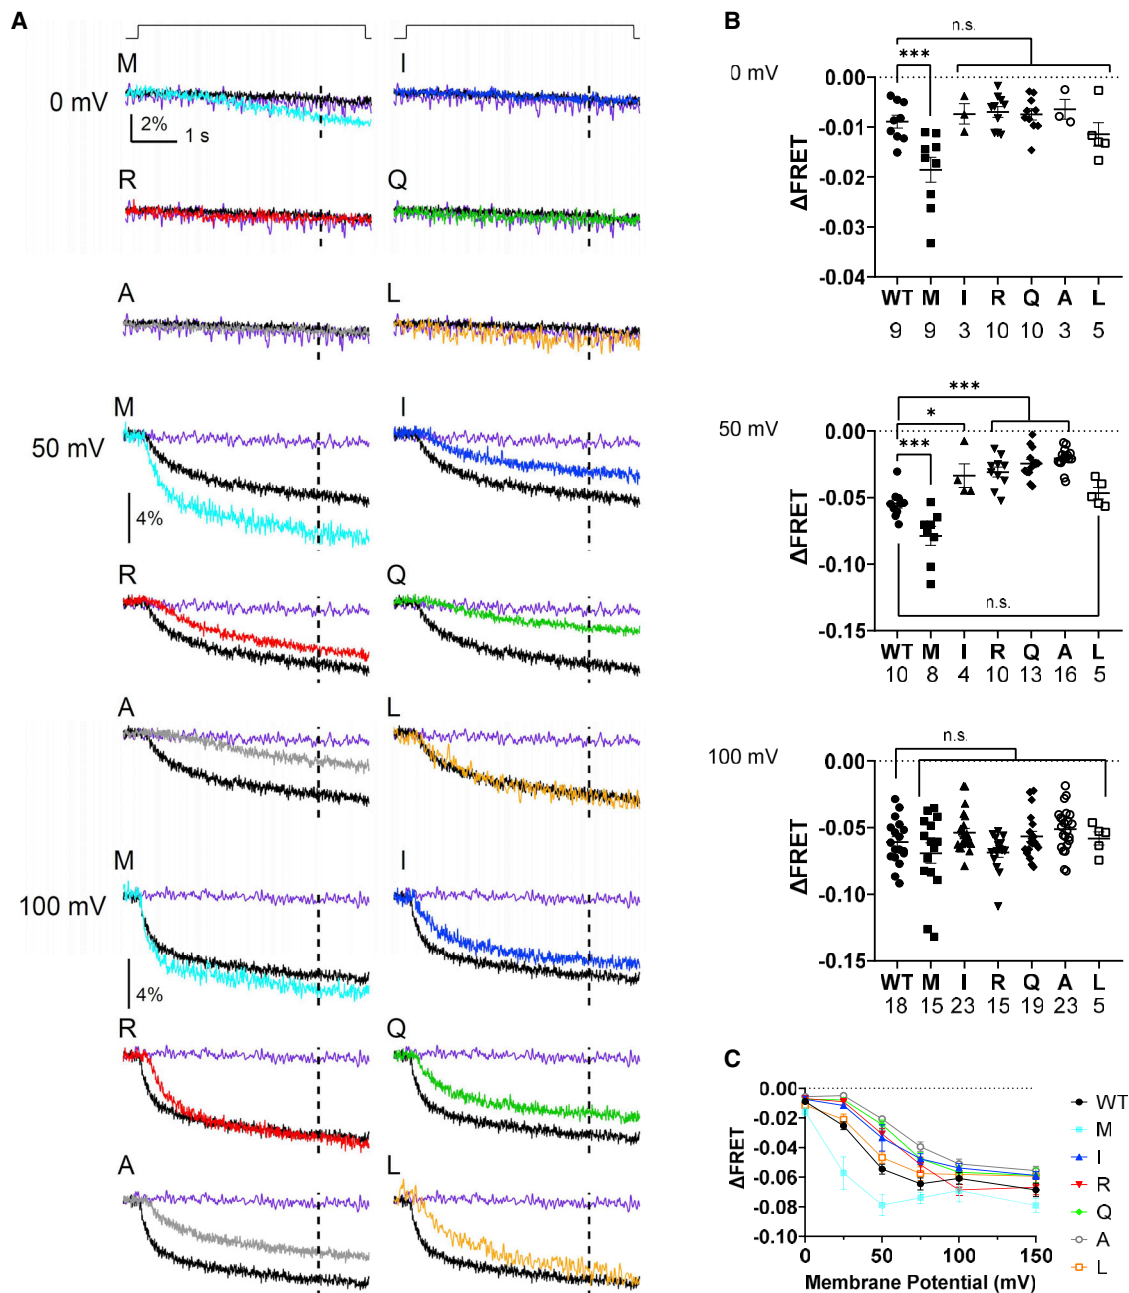 A
M
I
0 mV
2%
1 s
R
Q
A
L
M
I
50 mV
4%
R
Q
A
L
M
I
100 mV
4%
R
Q
A
L
B
n.s.
0 mV
***
0.00
-0.01
-0.02
-0.03
-0.04
ΔFRET
WT M I R Q A L
9 9 3 10 10 3 5
***
50 mV
*
***
0.00
-0.05
-0.10
-0.15
ΔFRET
n.s.
WT M I R Q A L
10 8 4 10 13 16 5
100 mV
n.s.
0.00
-0.05
-0.10
-0.15
ΔFRET
WT M I R Q A L
18 15 23 15 19 23 5
C
0.00
-0.02
-0.04
-0.06
-0.08
-0.10
ΔFRET
0 50 100 150
Membrane Potential (mV)
WT
M
I
R
Q
A
L